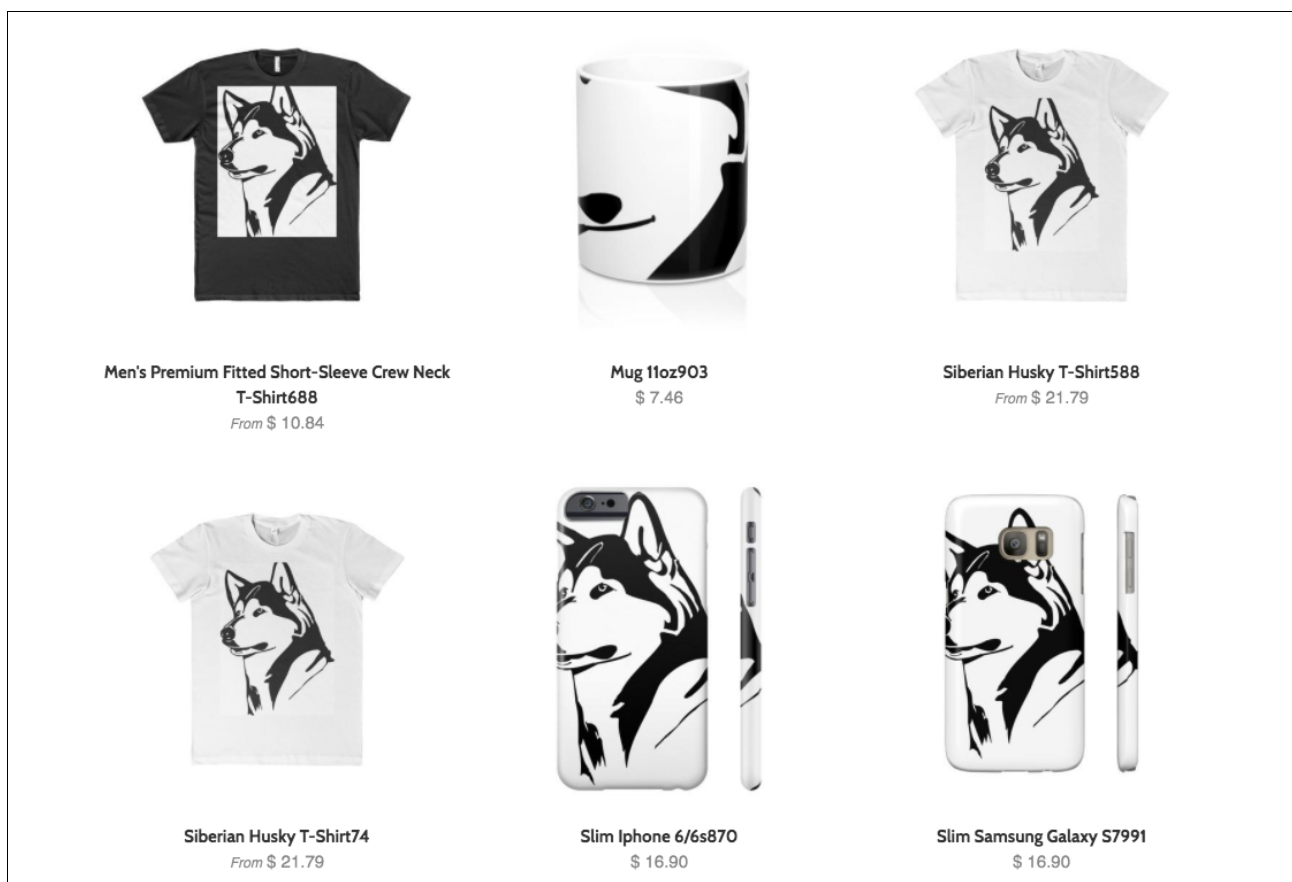 Men's Premium Fitted Short-Sleeve Crew Neck
T-Shirt688
From $ 10.84
Mug 11oz903
$ 7.46
Siberian Husky T-Shirt588
From $ 21.79
Siberian Husky T-Shirt74
From $ 21.79
Slim Iphone 6/6s870
$ 16.90
Slim Samsung Galaxy S7991
$ 16.90